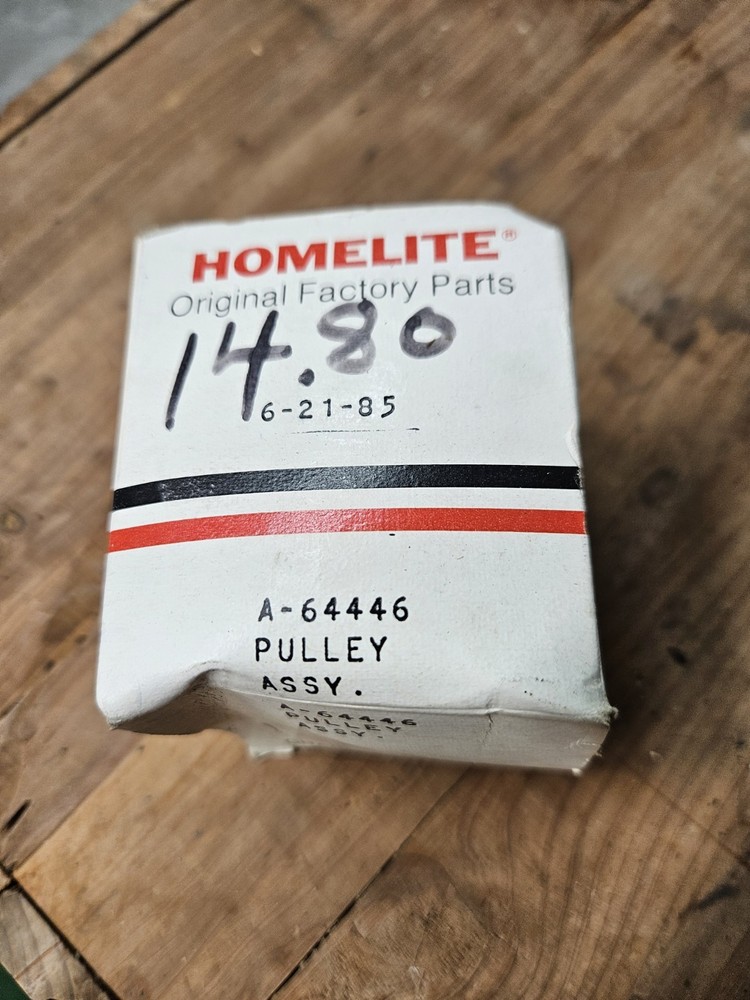 HOMELITE®
Original Factory Parts
14.80
6-21-85
A-64446
PULLEY
ASSY.
A-64446
PULLEY
ASSY.